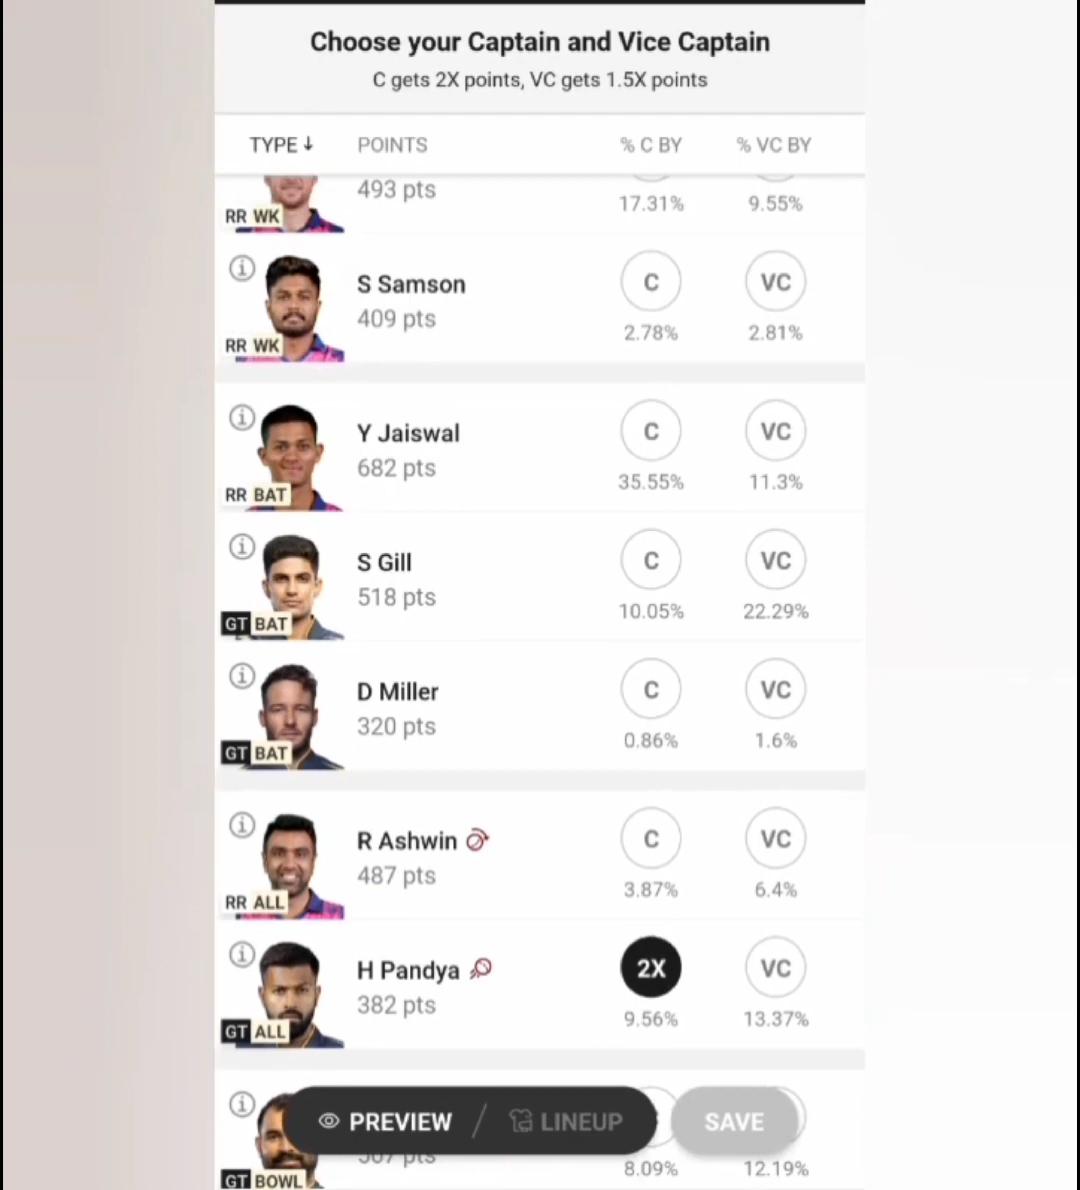 Choose your Captain and Vice Captain
C gets 2X points, VC gets 1.5X points
TYPE↓ POINTS % C BY % VC BY
493 pts
17.31% 9.55%
RR WK
S Samson C VC
409 pts
2.78% 2.81%
RR WK
Y Jaiswal C VC
682 pts
35.55% 11.3%
RR BAT
S Gill C VC
518 pts
10.05% 22.29%
GT BAT
D Miller C VC
320 pts
0.86% 1.6%
GT BAT
R Ashwin C VC
487 pts
3.87% 6.4%
RR ALL
H Pandya 2X VC
382 pts
9.56% 13.37%
GT ALL
PREVIEW / LINEUP SAVE
pts
8.09% 12.19%
GT BOWL